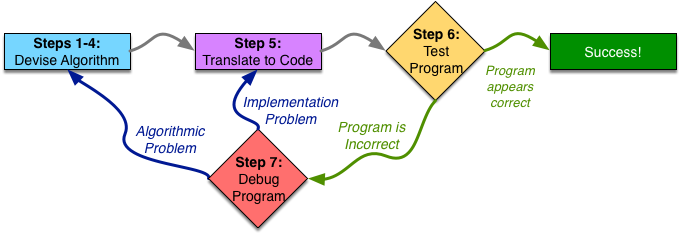 Steps 1-4:
Devise Algorithm
Step 5:
Translate to Code
Step 6:
Test
Program
Success!
Program
appears
correct
Implementation
Problem
Algorithmic
Problem
Program is
Incorrect
Step 7:
Debug
Program